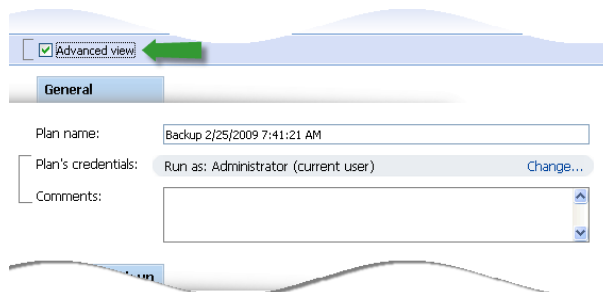 Advanced view
General
Plan name: Backup 2/25/2009 7:41:21 AM
Plan's credentials: Run as: Administrator (current user) Change...
Comments: